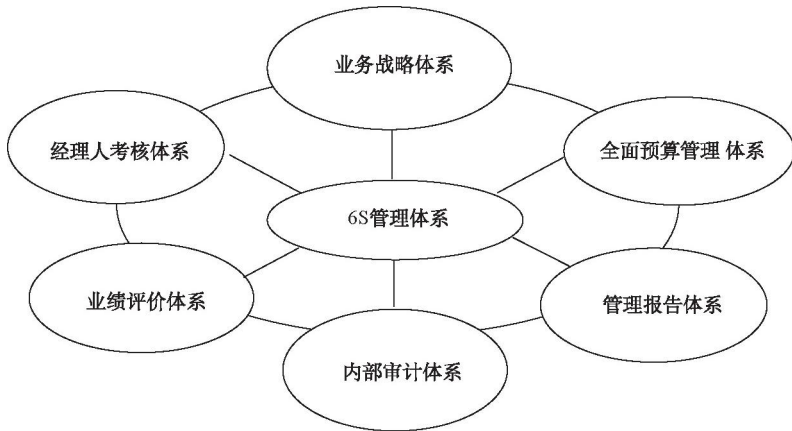 业务战略体系
经理人考核体系
全面预算管理 体系
6S管理体系
业绩评价体系
管理报告体系
内部审计体系